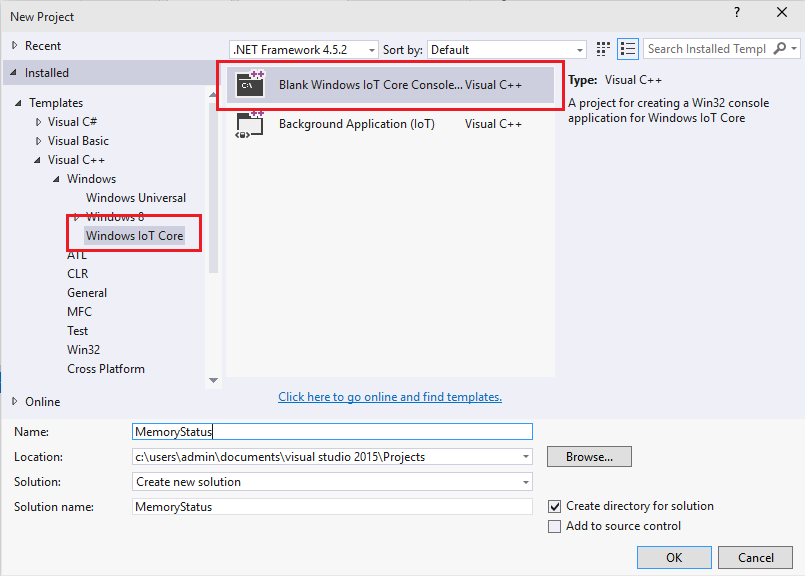 New Project
?
Recent
.NET Framework 4.5.2
Sort by:
Default
Search Installed Templ
Installed
Templates
Visual C#
Visual Basic
Visual C++
Windows
Windows Universal
Windows 8
Windows IoT Core
ATL
CLR
General
MFC
Test
Win32
Cross Platform
Online
C:\
Blank Windows IoT Core Console... Visual C++
Background Application (IoT) Visual C++
Type: Visual C++
A project for creating a Win32 console
application for Windows IoT Core
Click here to go online and find templates.
Name: MemoryStatus
Location: c:\users\admin\documents\visual studio 2015\Projects
Browse...
Solution: Create new solution
Solution name: MemoryStatus
Create directory for solution
Add to source control
OK
Cancel